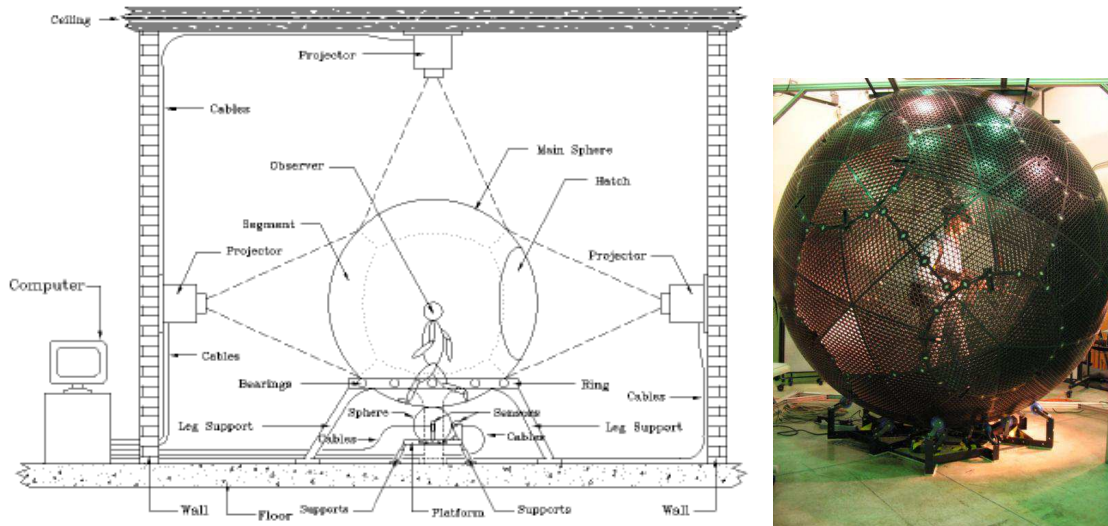 Ceiling
Projector
Cables
Observer
Main Sphere
Hatch
Segment
Projector
Projector
Computer
Cables
Bearings
Ring
Cables
Sphere
Sensors
Leg Support
Cables
Cables
Leg Support
Wall
Floor
Supports
Platform
Supports
Wall